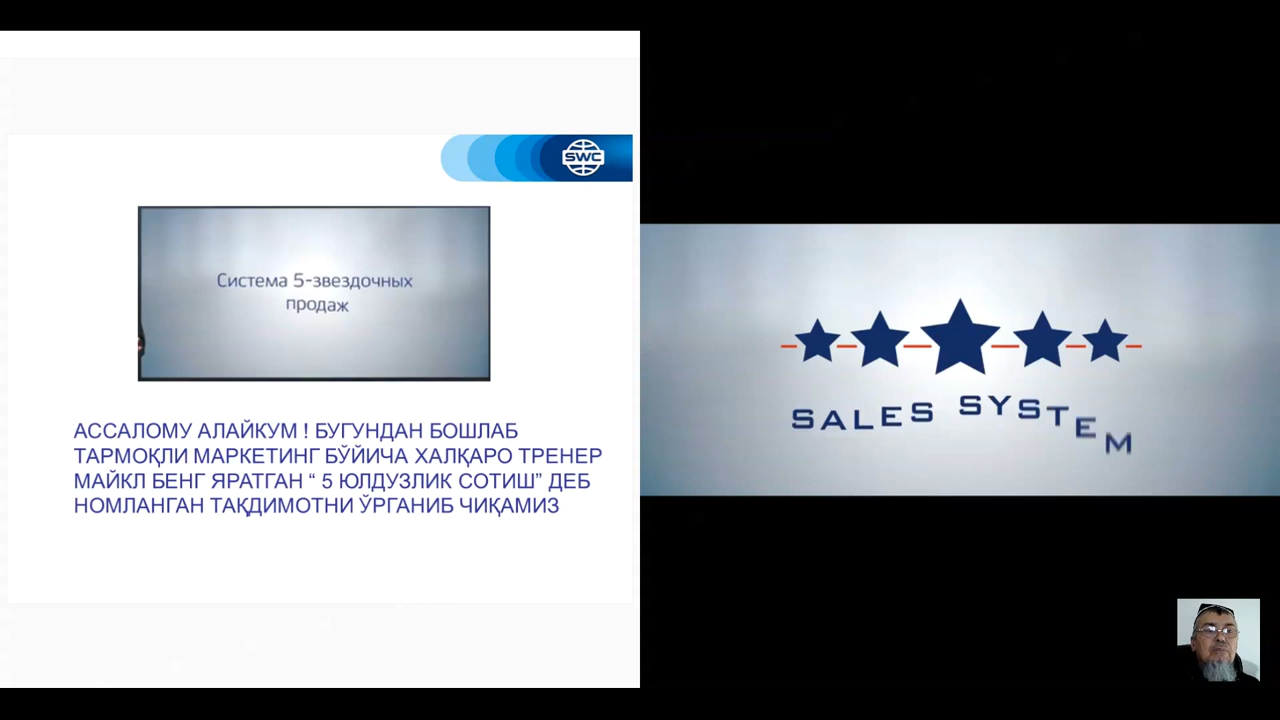 SWC
Система 5-звездочных
продаж
АССАЛОМУ АЛАЙКУМ ! БУГУНДАН БОШЛАБ
ТАРМОҚЛИ МАРКЕТИНГ БЎЙИЧА ХАЛҚАРО ТРЕНЕР
МАЙКЛ БЕНГ ЯРАТГАН “ 5 ЮЛДУЗЛИК СОТИШ” ДЕБ
НОМЛАНГАН ТАҚДИМОТНИ ЎРГАНИБ ЧИҚАМИЗ
SALES SYSTEM